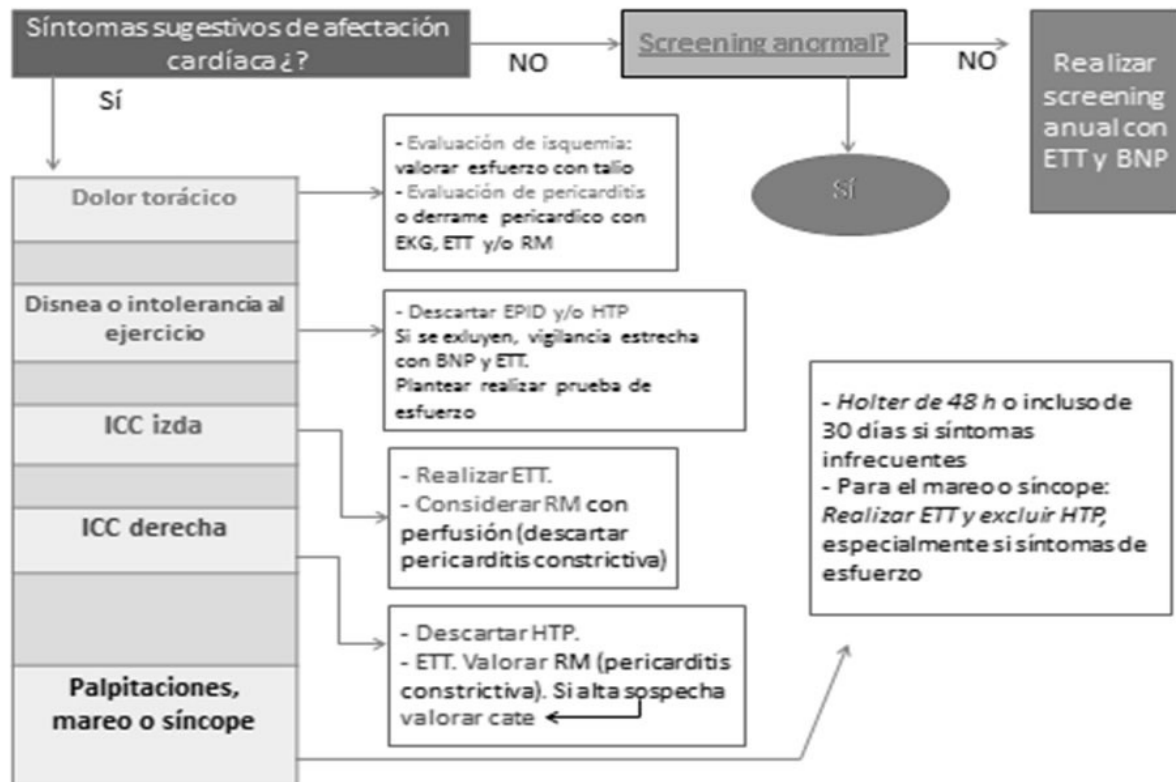 Síntomas sugestivos de afectación
cardíaca ¿?
NO
Screening anormal?
NO
Realizar
screening
anual con
ETT y BNP
Sí
SÍ
Dolor torácico
- Evaluación de isquemia:
valorar esfuerzo con talio
- Evaluación de pericarditis
o derrame pericardico con
EKG, ETT y/o RM
Disnea o intolerancia al
ejercicio
- Descartar EPID y/o HTP
Si se exluyen, vigilancia estrecha
con BNP y ETT.
Plantear realizar prueba de
esfuerzo
ICC izda
- Realizar ETT.
- Considerar RM con
perfusión (descartar
pericarditis constrictiva)
ICC derecha
- Descartar HTP.
- ETT. Valorar RM (pericarditis
constrictiva). Si alta sospecha
valorar cate
Palpitaciones,
mareo o síncope
- Holter de 48 h o incluso de
30 días si síntomas
infrecuentes
- Para el mareo o síncope:
Realizar ETT y excluir HTP,
especialmente si síntomas de
esfuerzo